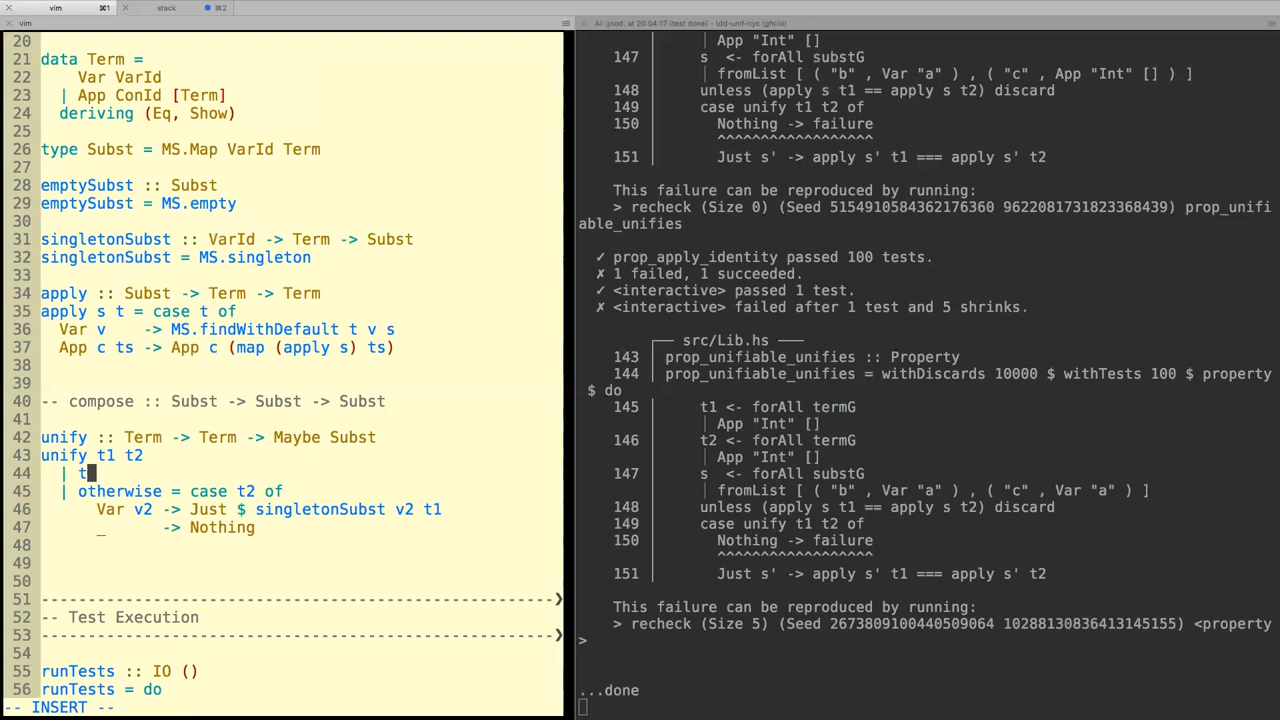 vim ⌘1 stack ⌘2
vim
20
21 data Term =
22 Var VarId
23 | App ConId [Term]
24 deriving (Eq, Show)
25
26 type Subst = MS.Map VarId Term
27
28 emptySubst :: Subst
29 emptySubst = MS.empty
30
31 singletonSubst :: VarId -> Term -> Subst
32 singletonSubst = MS.singleton
33
34 apply :: Subst -> Term -> Term
35 apply s t = case t of
36 Var v -> MS.findWithDefault t v s
37 App c ts -> App c (map (apply s) ts)
38
39
40 -- compose :: Subst -> Subst -> Subst
41
42 unify :: Term -> Term -> Maybe Subst
43 unify t1 t2
44 | t
45 | otherwise = case t2 of
46 Var v2 -> Just $ singletonSubst v2 t1
47 _ -> Nothing
48
49
50
51 --------------------------------------------------------❯
52 -- Test Execution
53 --------------------------------------------------------❯
54
55 runTests :: IO ()
56 runTests = do
-- INSERT --
All good, at 20:04:17 (test done) - tdd-unif-nyc (ghcid)
│ App "Int" []
147 │ s <- forAll substG
│ fromList [ ( "b" , Var "a" ) , ( "c" , App "Int" [] ) ]
148 │ unless (apply s t1 == apply s t2) discard
149 │ case unify t1 t2 of
150 │ Nothing -> failure
│ ^^^^^^^^^^^^^^^^^^
151 │ Just s' -> apply s' t1 === apply s' t2
This failure can be reproduced by running:
> recheck (Size 0) (Seed 5154910584362176360 9622081731823368439) prop_unifi
able_unifies
✓ prop_apply_identity passed 100 tests.
✗ 1 failed, 1 succeeded.
✓ <interactive> passed 1 test.
✗ <interactive> failed after 1 test and 5 shrinks.
┌── src/Lib.hs ───
143 │ prop_unifiable_unifies :: Property
144 │ prop_unifiable_unifies = withDiscards 10000 $ withTests 100 $ property
$ do
145 │ t1 <- forAll termG
│ App "Int" []
146 │ t2 <- forAll termG
│ App "Int" []
147 │ s <- forAll substG
│ fromList [ ( "b" , Var "a" ) , ( "c" , Var "a" ) ]
148 │ unless (apply s t1 == apply s t2) discard
149 │ case unify t1 t2 of
150 │ Nothing -> failure
│ ^^^^^^^^^^^^^^^^^^
151 │ Just s' -> apply s' t1 === apply s' t2
This failure can be reproduced by running:
> recheck (Size 5) (Seed 2673809100440509064 10288130836413145155) <property
>
...done